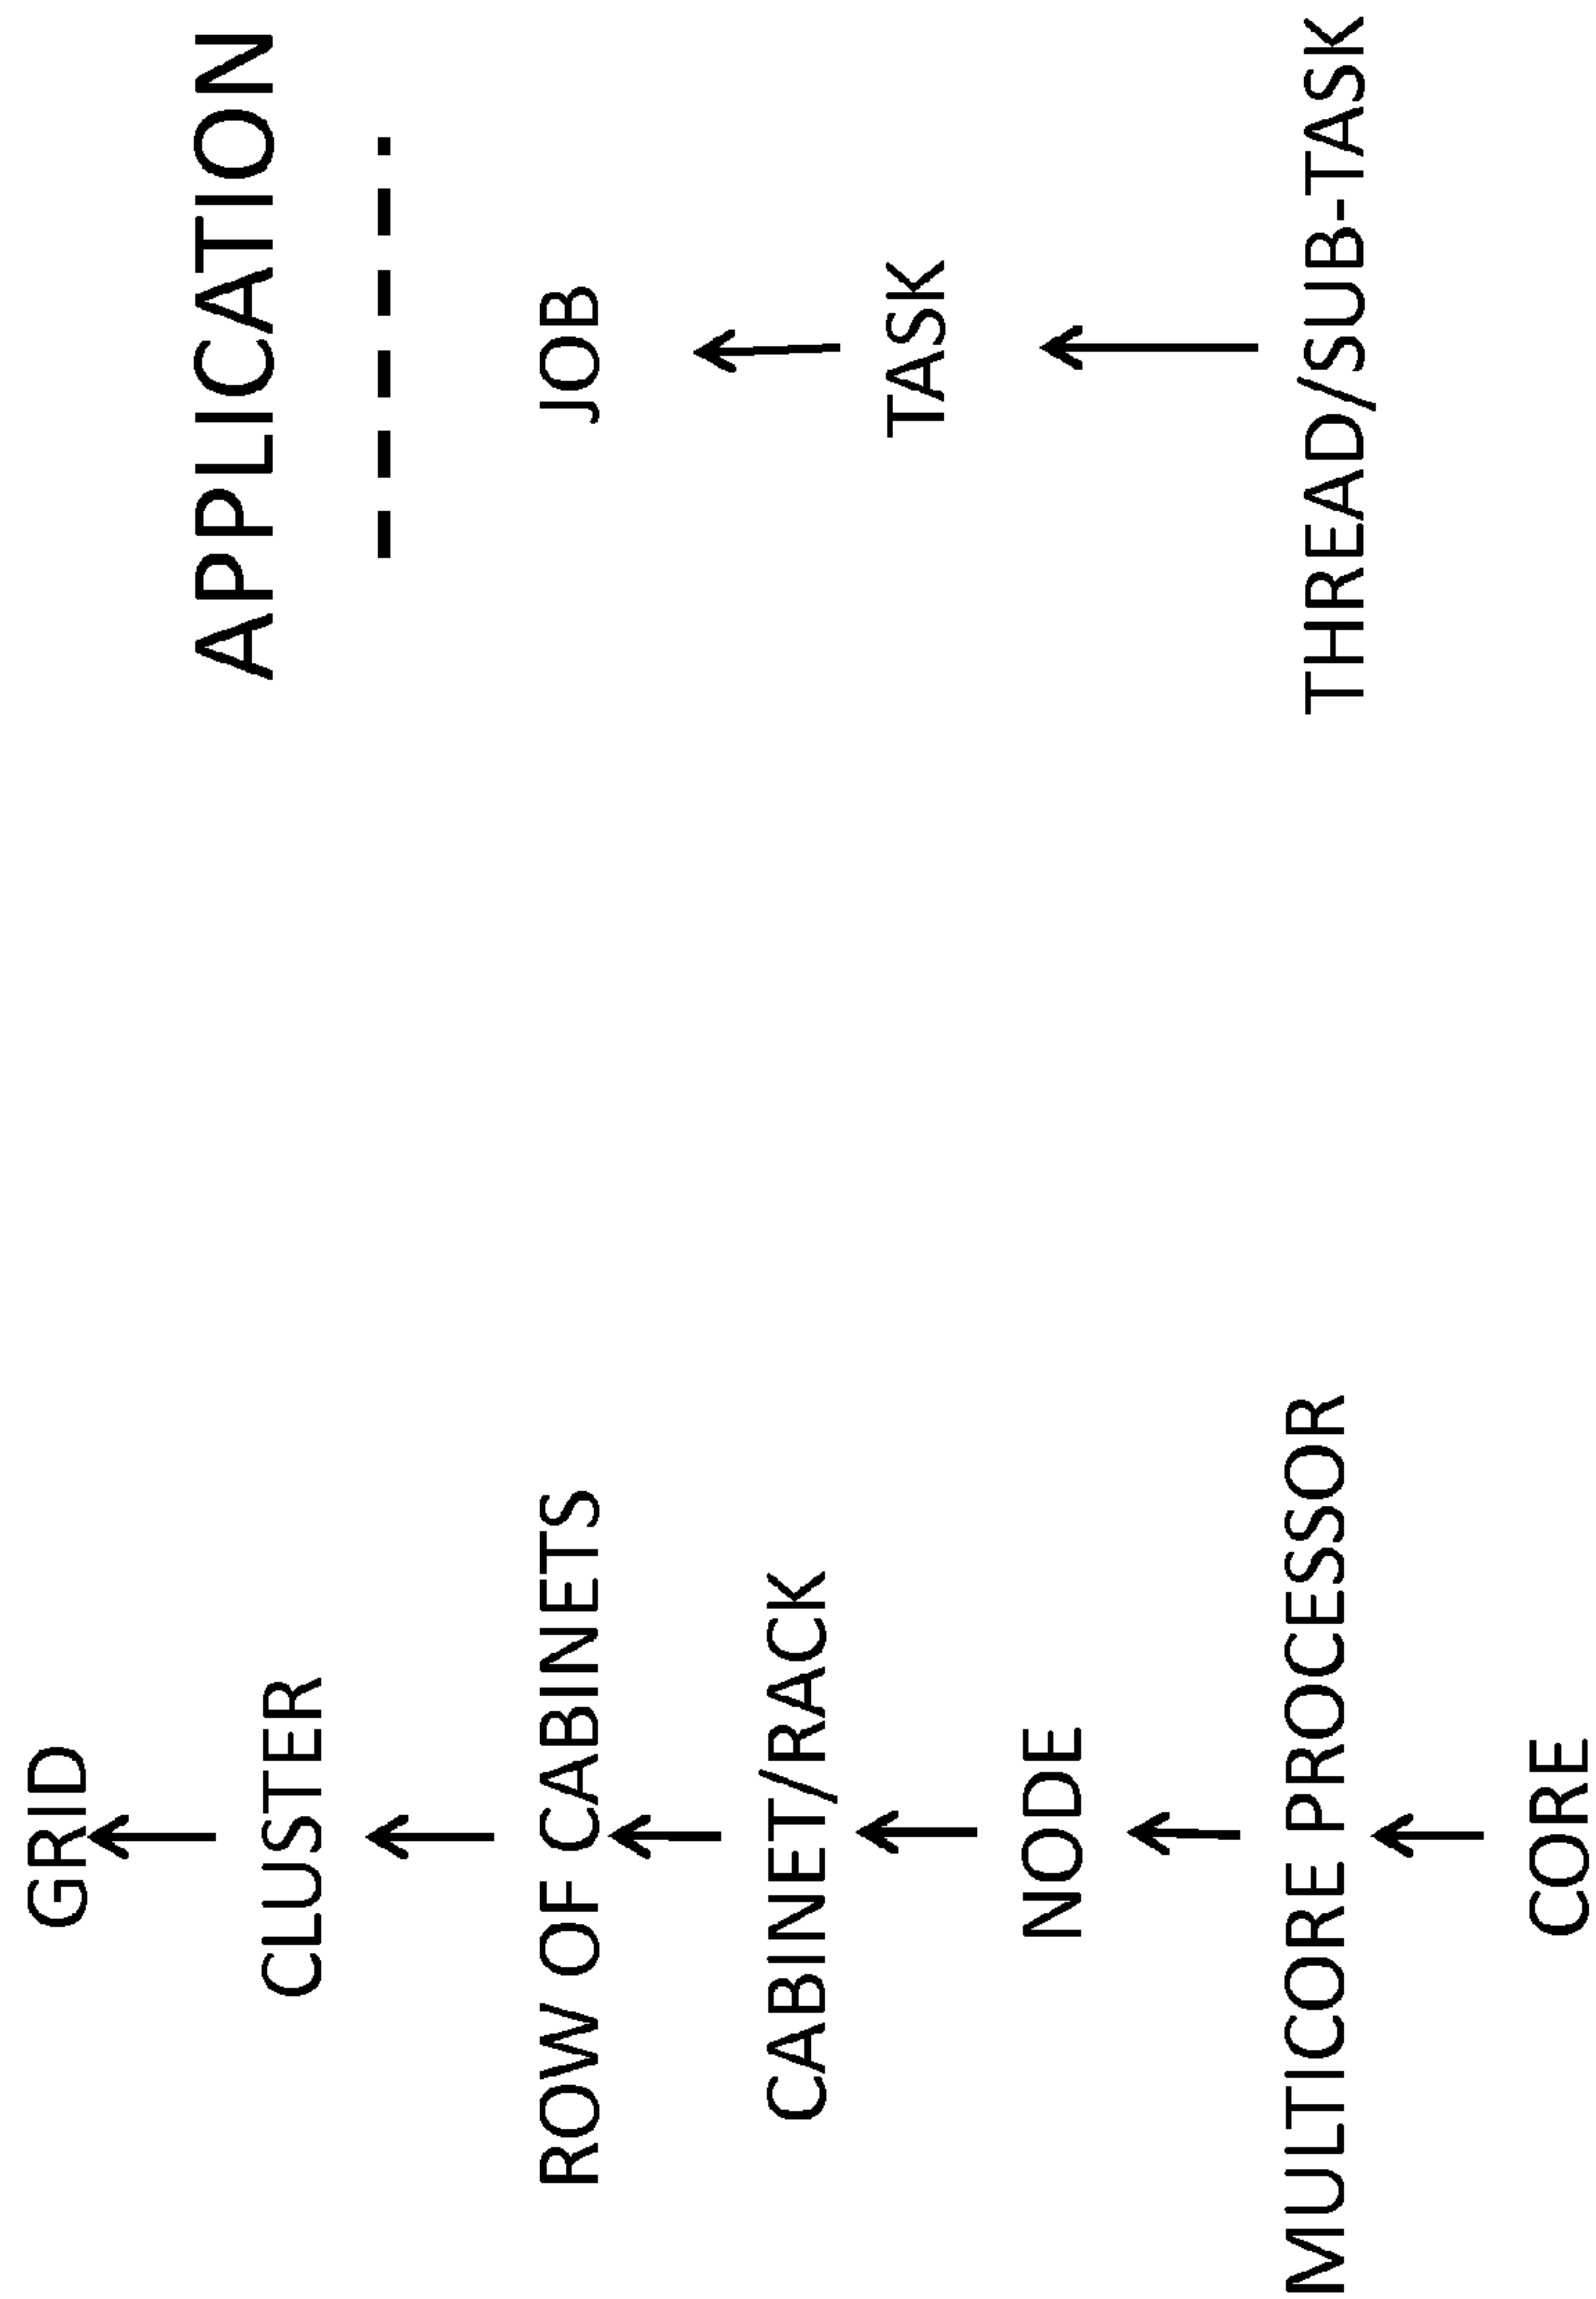 GRID
CLUSTER
ROW OF CABINETS
CABINET/RACK
NODE
MULTICORE PROCESSOR
CORE
APPLICATION
JOB
TASK
THREAD/SUB-TASK